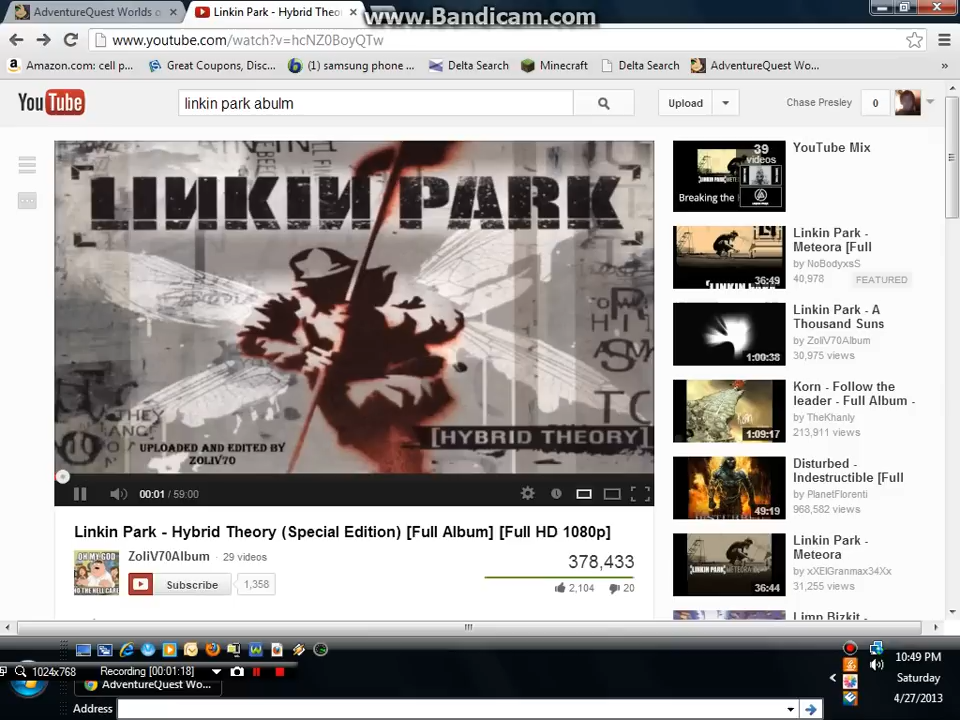 AdventureQuest Worlds o
Linkin Park - Hybrid Theo
www.Bandicam.com
www.youtube.com/watch?v=hcNZ0BoyQTw
Amazon.com: cell p...
Great Coupons, Disc...
(1) samsung phone ...
Delta Search
Minecraft
Delta Search
AdventureQuest Wo...
»
You Tube
linkin park abulm
Upload
Chase Presley
0
LINKIN PARK
[HYBRID THEORY]
UPLOADED AND EDITED BY
ZOLIV70
00:01 / 59:00
Linkin Park - Hybrid Theory (Special Edition) [Full Album] [Full HD 1080p]
ZoliV70Album · 29 videos
Subscribe
1,358
378,433
2,104
20
39
videos
Breaking the
YouTube Mix
36:49
Linkin Park -
Meteora [Full
by NoBodyxsS
40,978
FEATURED
1:00:38
Linkin Park - A
Thousand Suns
by ZoliV70Album
30,975 views
1:09:17
Korn - Follow the
leader - Full Album -
by TheKhanly
213,911 views
49:19
Disturbed -
Indestructible [Full
by PlanetFlorenti
968,582 views
36:44
Linkin Park -
Meteora
by xXElGranmax34Xx
31,255 views
Limp Bizkit -
1024x768
Recording [00:01:18]
AdventureQuest Wo...
Address
10:49 PM
Saturday
4/27/2013